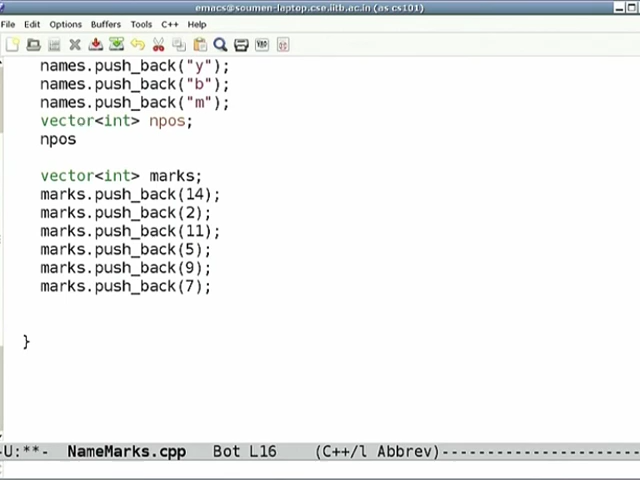 emacs@soumen-laptop.cse.iitb.ac.in (as cs101)
File Edit Options Buffers Tools C++ Help
names.push_back("y");
names.push_back("b");
names.push_back("m");
vector<int> npos;
npos
vector<int> marks;
marks.push_back(14);
marks.push_back(2);
marks.push_back(11);
marks.push_back(5);
marks.push_back(9);
marks.push_back(7);
}
-U:**- NameMarks.cpp Bot L16 (C++/l Abbrev)----------------------